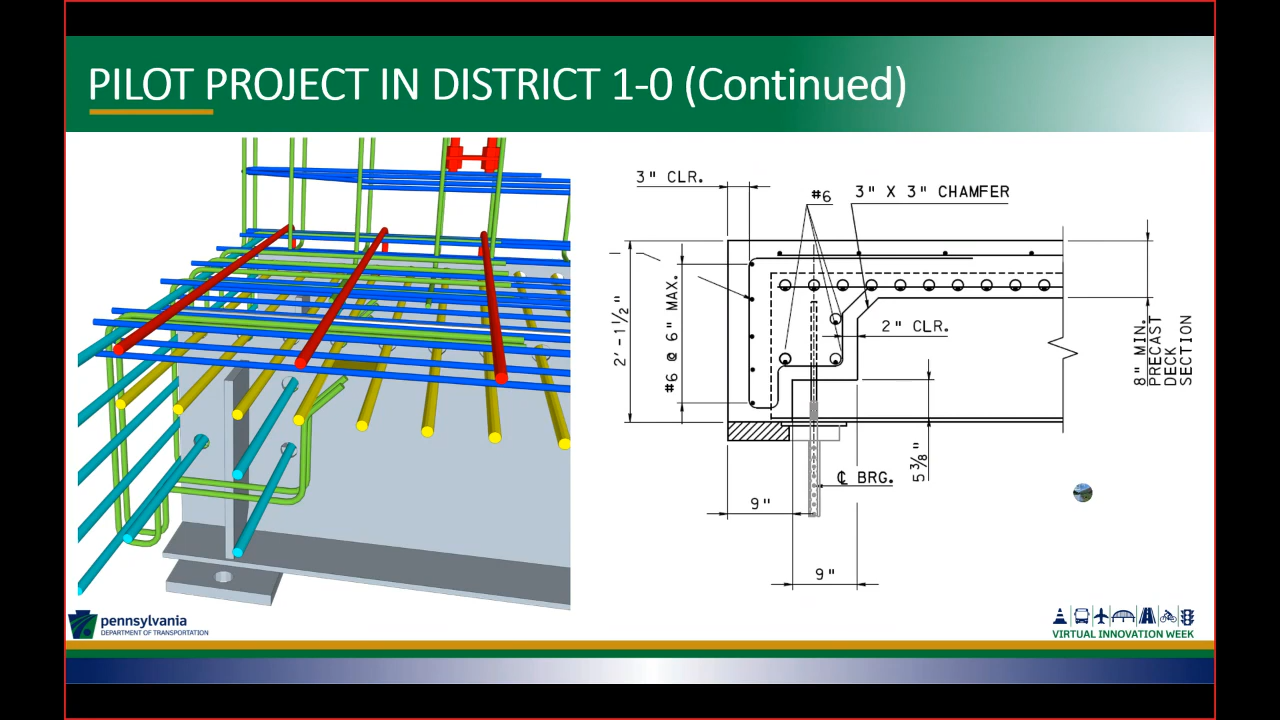 PILOT PROJECT IN DISTRICT 1-0 (Continued)
3" CLR.
#6
3" X 3" CHAMFER
2'-1½"
#6 @ 6" MAX.
2" CLR.
8" MIN.
PRECAST
DECK
SECTION
5⅜"
℄ BRG.
9"
9"
pennsylvania
DEPARTMENT OF TRANSPORTATION
VIRTUAL INNOVATION WEEK